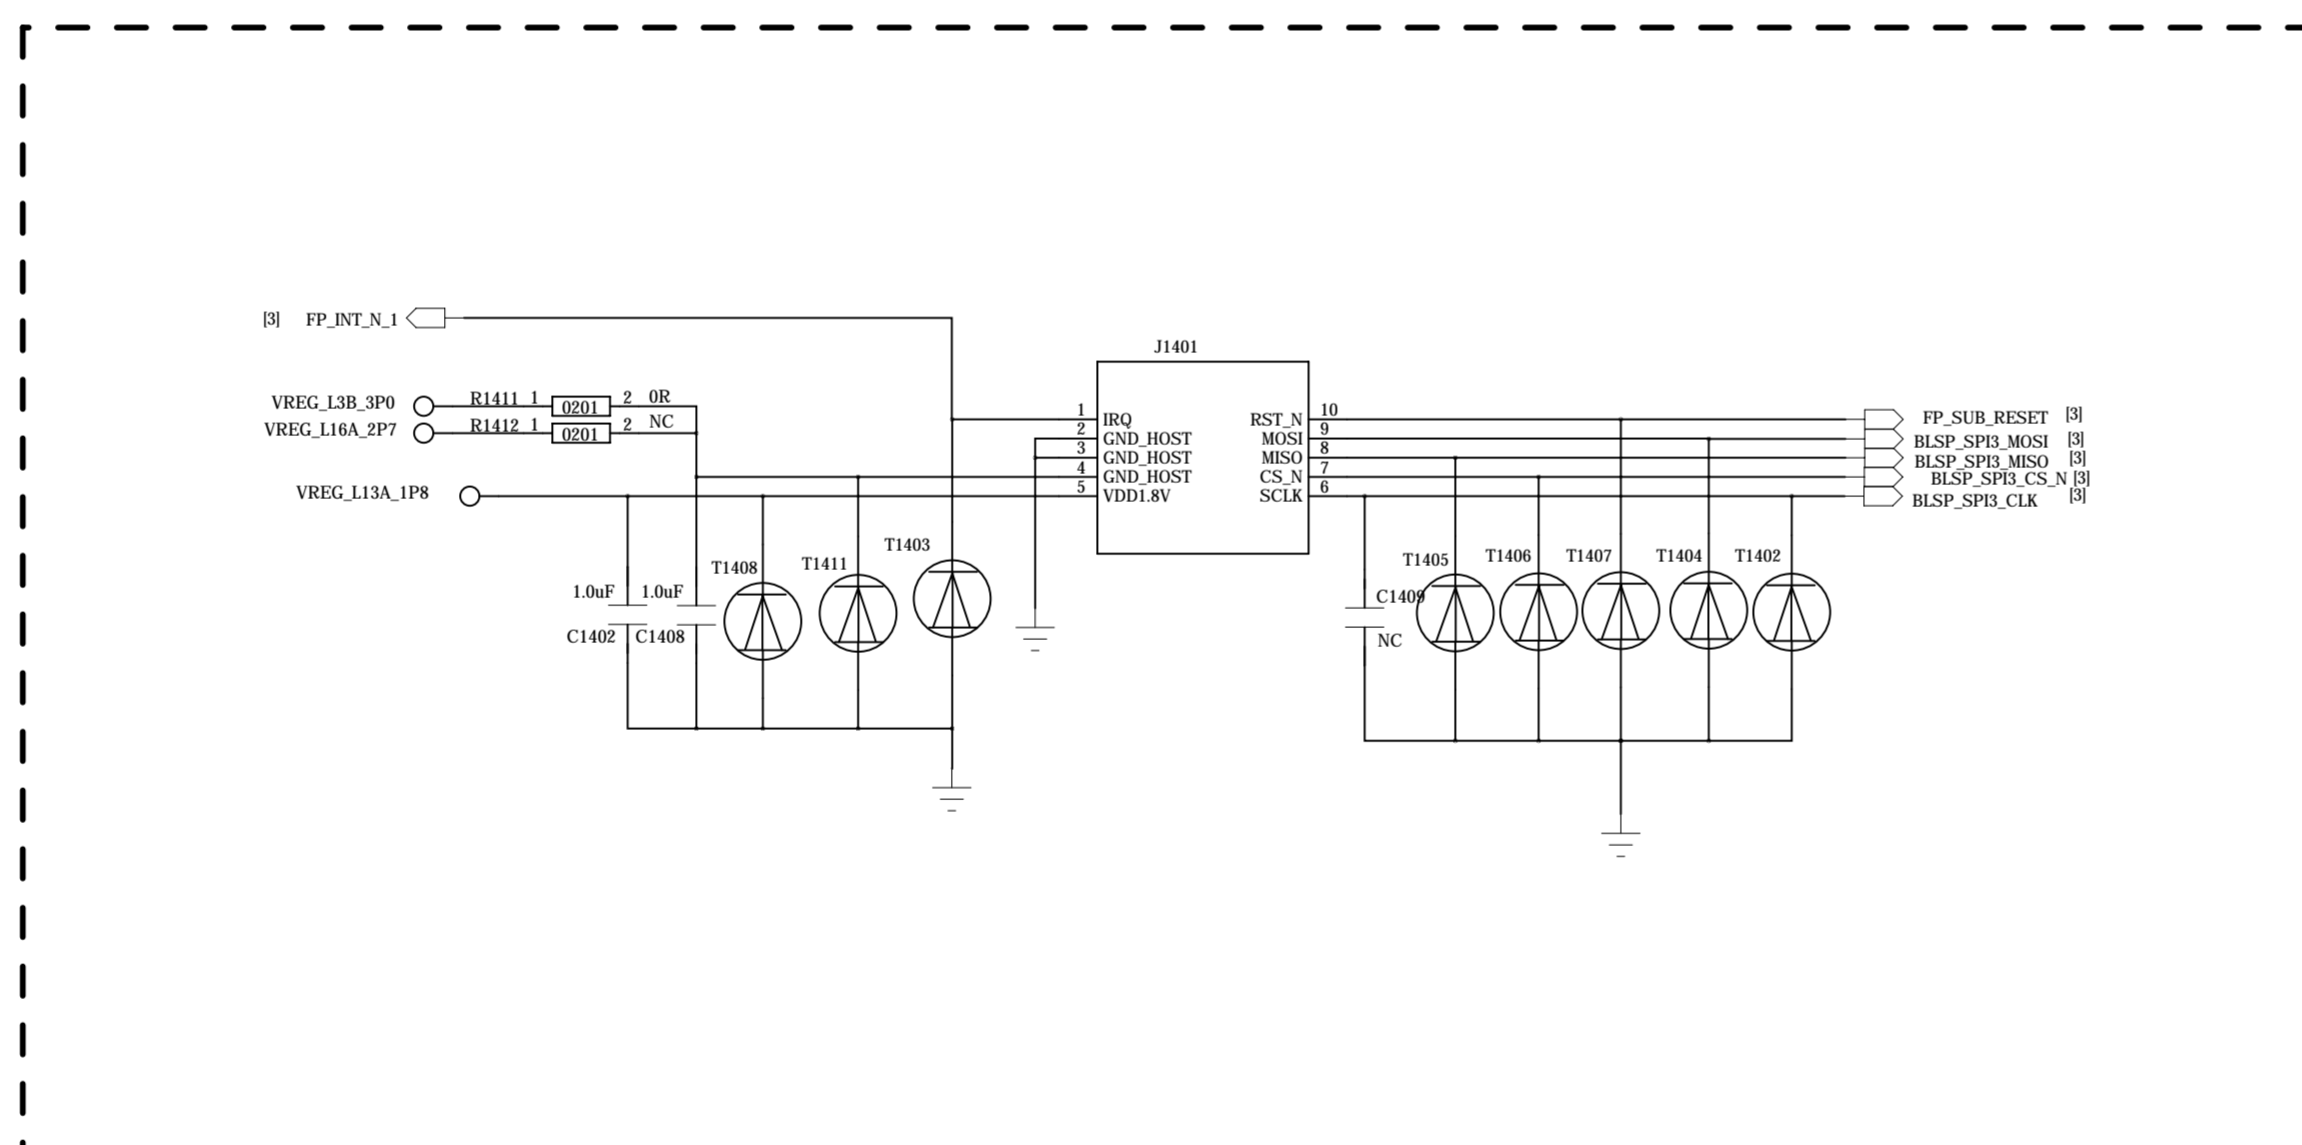 [3] FP_INT_N_1
J1401
VREG_L3B_3P0 R1411 1 0201 2 0R
VREG_L16A_2P7 R1412 1 0201 2 NC
VREG_L13A_1P8
1 IRQ RST_N 10
2 GND_HOST MOSI 9
3 GND_HOST MISO 8
4 GND_HOST CS_N 7
5 VDD1.8V SCLK 6
FP_SUB_RESET [3]
BLSP_SPI3_MOSI [3]
BLSP_SPI3_MISO [3]
BLSP_SPI3_CS_N [3]
BLSP_SPI3_CLK [3]
T1408 T1411 T1403
1.0uF 1.0uF
C1402 C1408
T1405 T1406 T1407 T1404 T1402
C1409
NC